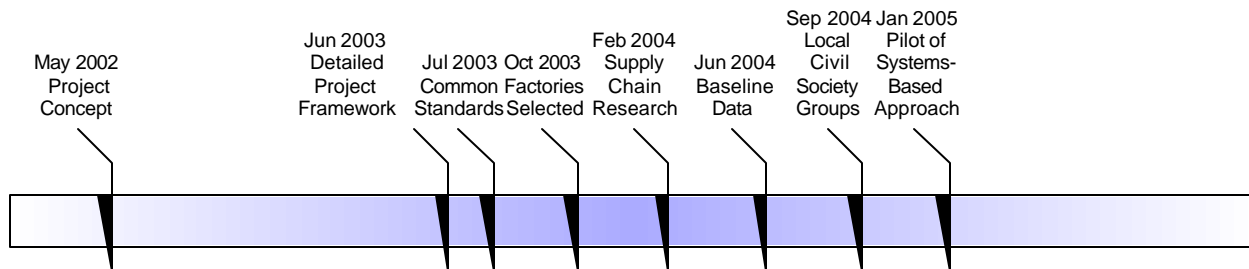 May 2002
Project
Concept
Jun 2003
Detailed
Project
Framework
Jul 2003
Common
Standards
Oct 2003
Factories
Selected
Feb 2004
Supply
Chain
Research
Jun 2004
Baseline
Data
Sep 2004
Local
Civil
Society
Groups
Jan 2005
Pilot of
Systems-
Based
Approach